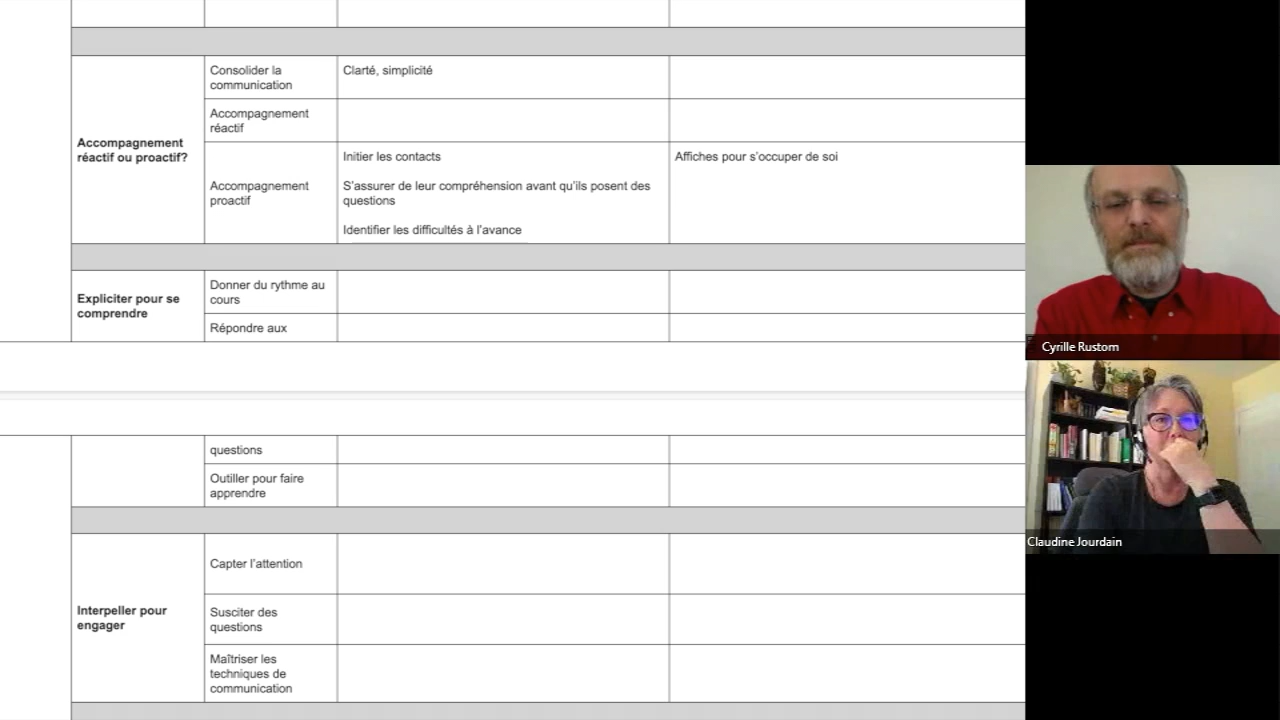 Consolider la
communication
Clarté, simplicité
Accompagnement
réactif ou proactif?
Accompagnement
réactif
Accompagnement
proactif
Initier les contacts
S'assurer de leur compréhension avant qu'ils posent des
questions
Identifier les difficultés à l'avance
Affiches pour s'occuper de soi
Expliciter pour se
comprendre
Donner du rythme au
cours
Répondre aux
questions
Outiller pour faire
apprendre
Interpeller pour
engager
Capter l'attention
Susciter des
questions
Maîtriser les
techniques de
communication
Cyrille Rustom
Claudine Jourdain